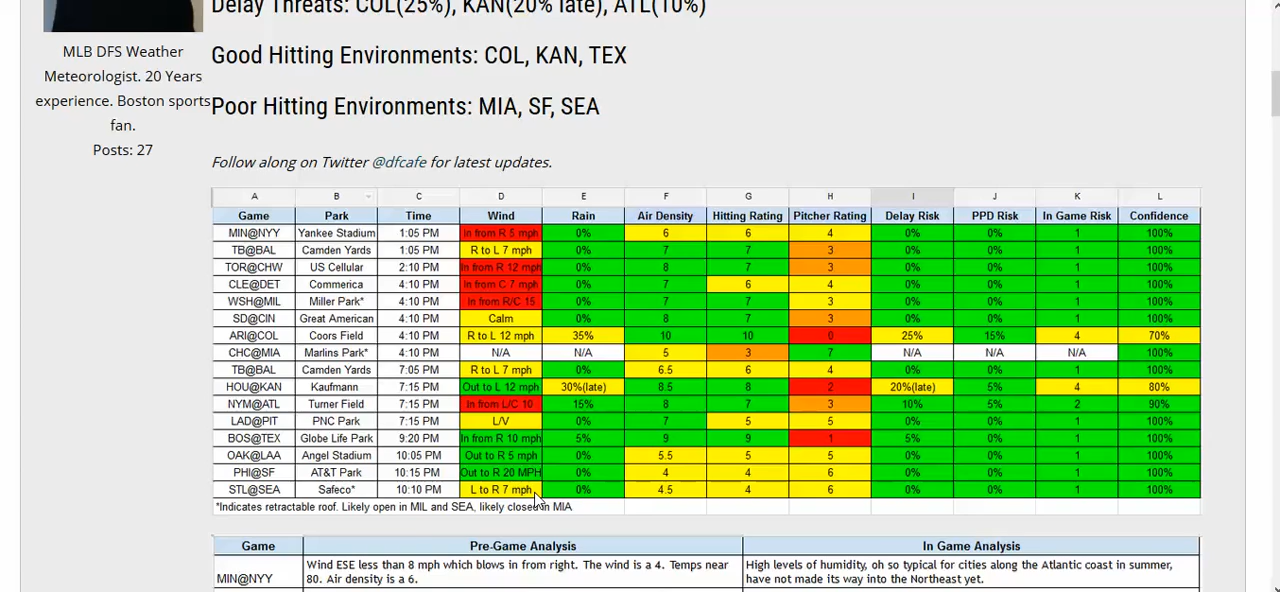 Delay Threats: COL(25%), KAN(20% late), ATL(10%)
MLB DFS Weather
Meteorologist. 20 Years
experience. Boston sports
fan.
Posts: 27
Good Hitting Environments: COL, KAN, TEX
Poor Hitting Environments: MIA, SF, SEA
Follow along on Twitter @dfcafe for latest updates.
A B C D E F G H I J K L
Game Park Time Wind Rain Air Density Hitting Rating Pitcher Rating Delay Risk PPD Risk In Game Risk Confidence
MIN@NYY Yankee Stadium 1:05 PM In from R 5 mph 0% 6 6 4 0% 0% 1 100%
TB@BAL Camden Yards 1:05 PM R to L 7 mph 0% 7 7 3 0% 0% 1 100%
TOR@CHW US Cellular 2:10 PM In from R 12 mph 0% 8 7 3 0% 0% 1 100%
CLE@DET Commerica 4:10 PM In from C 7 mph 0% 7 6 4 0% 0% 1 100%
WSH@MIL Miller Park* 4:10 PM In from R/C 15 0% 7 7 3 0% 0% 1 100%
SD@CIN Great American 4:10 PM Calm 0% 8 7 3 0% 0% 1 100%
ARI@COL Coors Field 4:10 PM R to L 12 mph 35% 10 10 0 25% 15% 4 70%
CHC@MIA Marlins Park* 4:10 PM N/A N/A 5 3 7 N/A N/A N/A 100%
TB@BAL Camden Yards 7:05 PM R to L 7 mph 0% 6.5 6 4 0% 0% 1 100%
HOU@KAN Kaufmann 7:15 PM Out to L 12 mph 30%(late) 8.5 8 2 20%(late) 5% 4 80%
NYM@ATL Turner Field 7:15 PM In from L/C 10 15% 8 7 3 10% 5% 2 90%
LAD@PIT PNC Park 7:15 PM L/V 0% 7 5 5 0% 0% 1 100%
BOS@TEX Globe Life Park 9:20 PM In from R 10 mph 5% 9 9 1 5% 0% 1 100%
OAK@LAA Angel Stadium 10:05 PM Out to R 5 mph 0% 5.5 5 5 0% 0% 1 100%
PHI@SF AT&T Park 10:15 PM Out to R 20 MPH 0% 4 4 6 0% 0% 1 100%
STL@SEA Safeco* 10:10 PM L to R 7 mph 0% 4.5 4 6 0% 0% 1 100%
*Indicates retractable roof. Likely open in MIL and SEA, likely closed in MIA
Game Pre-Game Analysis In Game Analysis
MIN@NYY
Wind ESE less than 8 mph which blows in from right. The wind is a 4. Temps near
80. Air density is a 6.
High levels of humidity, oh so typical for cities along the Atlantic coast in summer,
have not made its way into the Northeast yet.